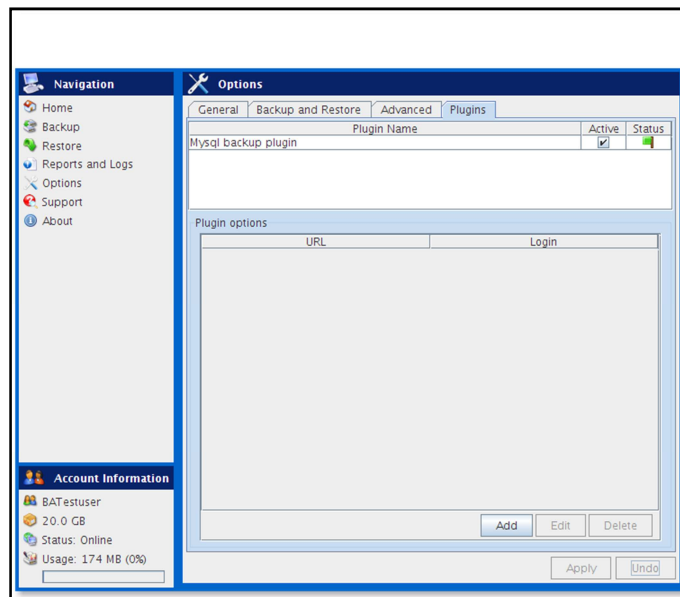 Navigation
Home
Backup
Restore
Reports and Logs
Options
Support
About
Account Information
BATestuser
20.0 GB
Status: Online
Usage: 174 MB (0%)
Options
General Backup and Restore Advanced Plugins
Plugin Name Active Status
Mysql backup plugin
Plugin options
URL Login
Add Edit Delete
Apply Undo